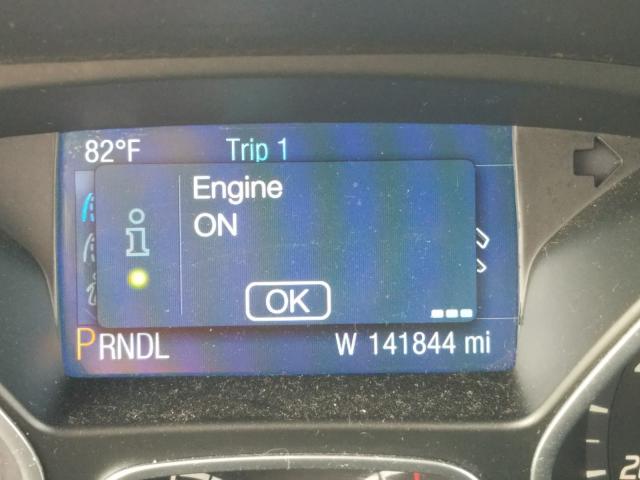 82°F Trip 1
Engine
ON
OK
PRNDL W 141844 mi